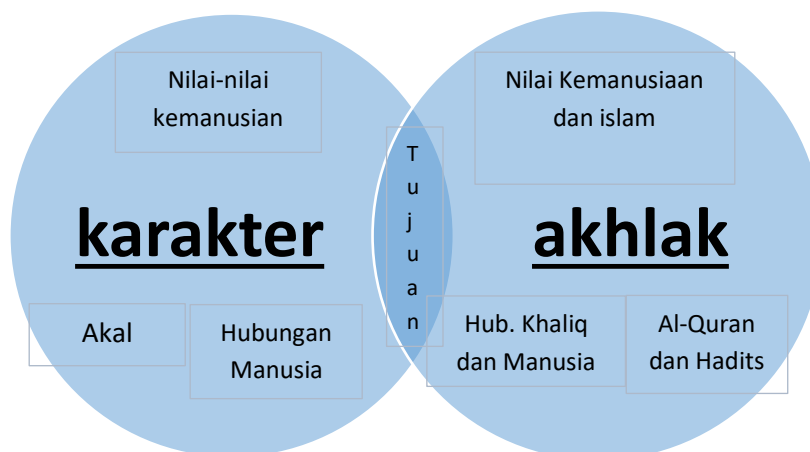 Nilai-nilai
kemanusian
karakter
Akal
Hubungan
Manusia
Tujuan
Nilai Kemanusiaan
dan islam
akhlak
Hub. Khaliq
dan Manusia
Al-Quran
dan Hadits